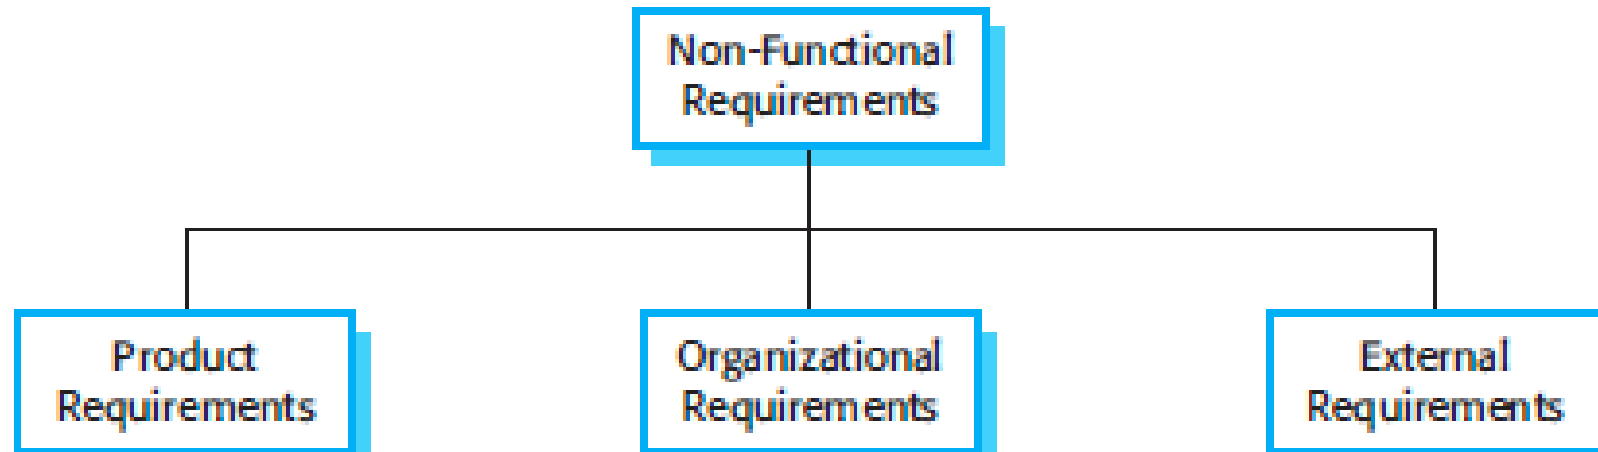 Non-Functional
Requirements
Product
Requirements
Organizational
Requirements
External
Requirements